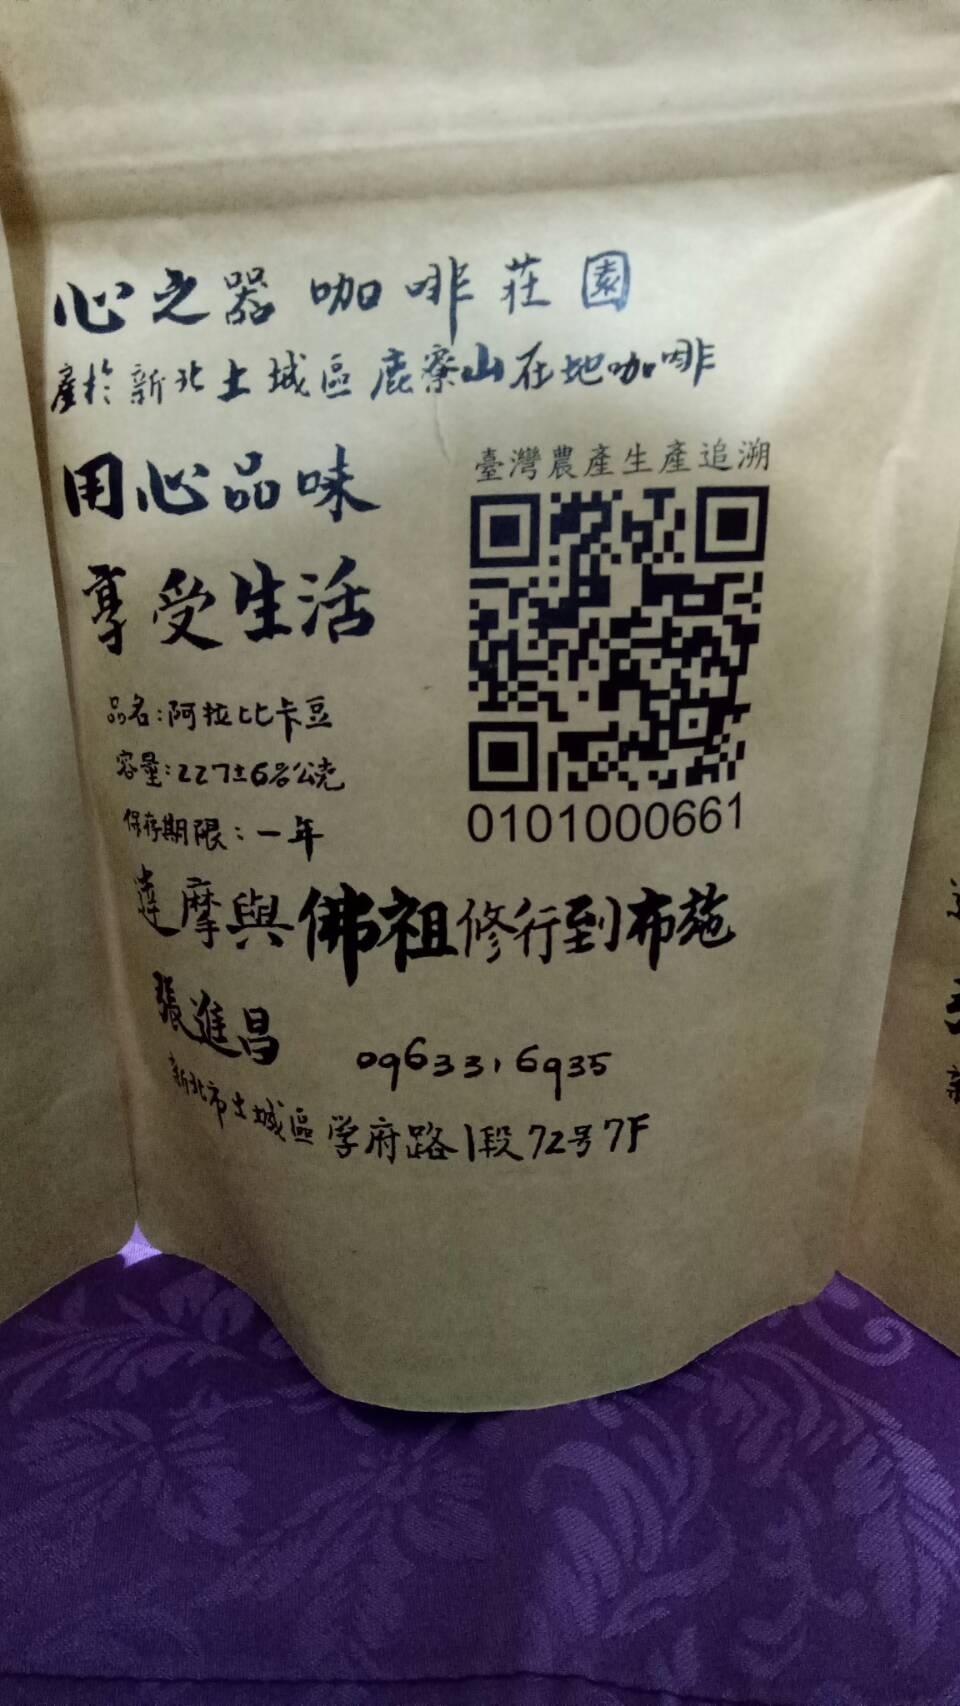 心之器 咖啡莊園
產於新北土城區鹿寮山在地咖啡
用心品味
享受生活
臺灣農產生產追溯
0101000661
品名:阿拉比卡豆
容量:227±6%公克
保存期限:一年
達摩與佛祖修行到布施
張進昌
0963316935
新北市土城區学府路1段72号7F